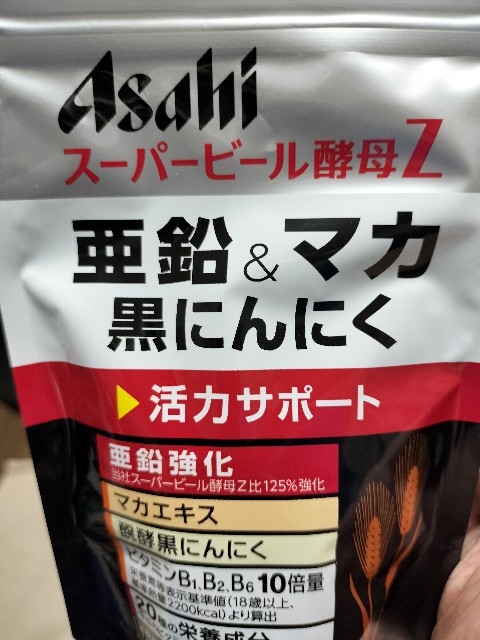 Asahi
スーパービール酵母Z
亜鉛&マカ
黒にんにく
活力サポート
亜鉛強化
当社スーパービール酵母Z比125%強化
マカエキス
醗酵黒にんにく
ビタミンB1、B2、B6 10倍量
栄養素等表示基準値(18歳以上、
基準熱量2200kcal)より算出
20種の栄養成分